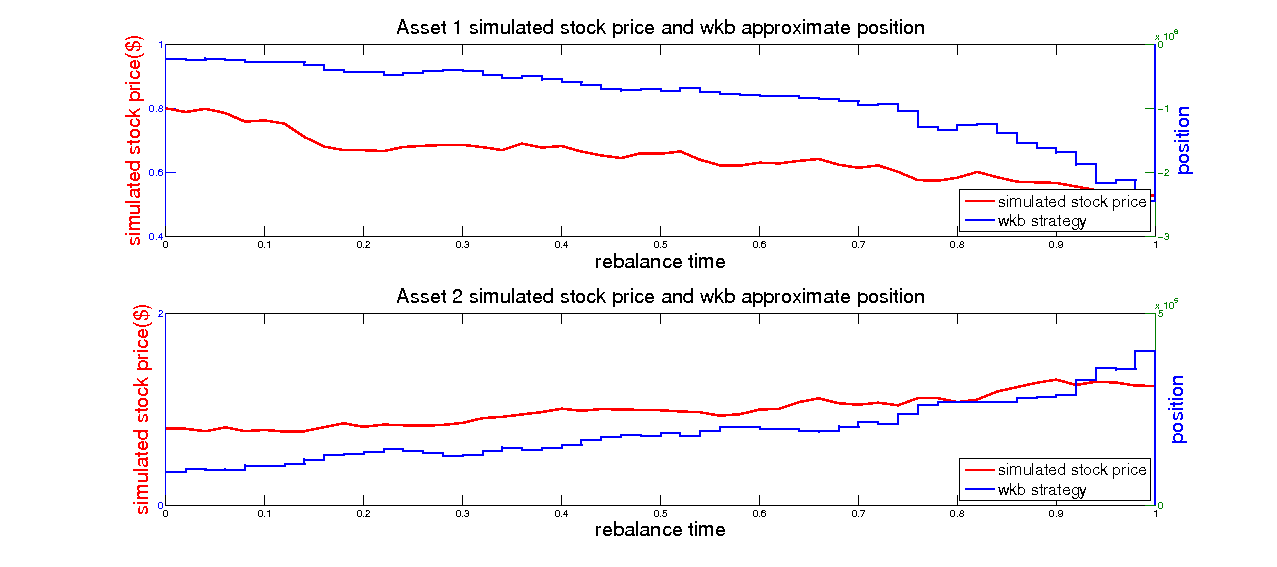 Asset 1 simulated stock price and wkb approximate position
simulated stock price($)
1
0.8
0.6
0.4
0
-1
-2
-3
position
0 0.1 0.2 0.3 0.4 0.5 0.6 0.7 0.8 0.9 1
rebalance time
simulated stock price
wkb strategy
Asset 2 simulated stock price and wkb approximate position
simulated stock price($)
2
0
5
0
position
0 0.1 0.2 0.3 0.4 0.5 0.6 0.7 0.8 0.9 1
rebalance time
simulated stock price
wkb strategy